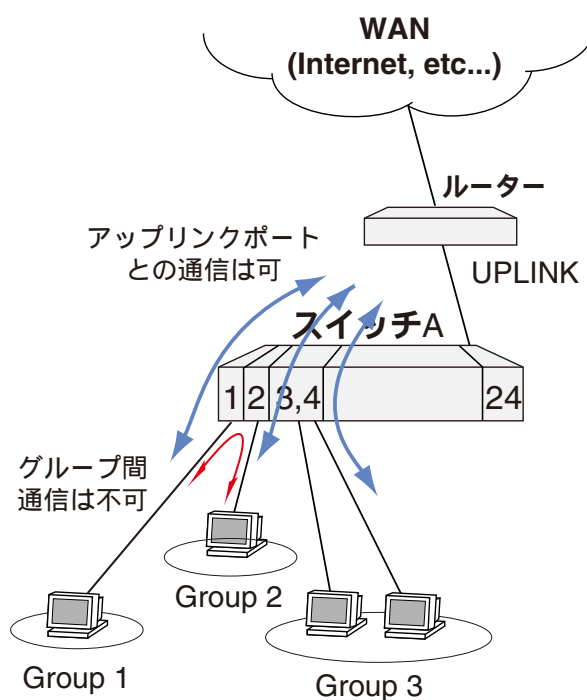 WAN
(Internet, etc...)
ルーター
アップリンクポート
との通信は可
UPLINK
スイッチA
1
2
3,4
24
グループ間
通信は不可
Group 2
Group 1
Group 3